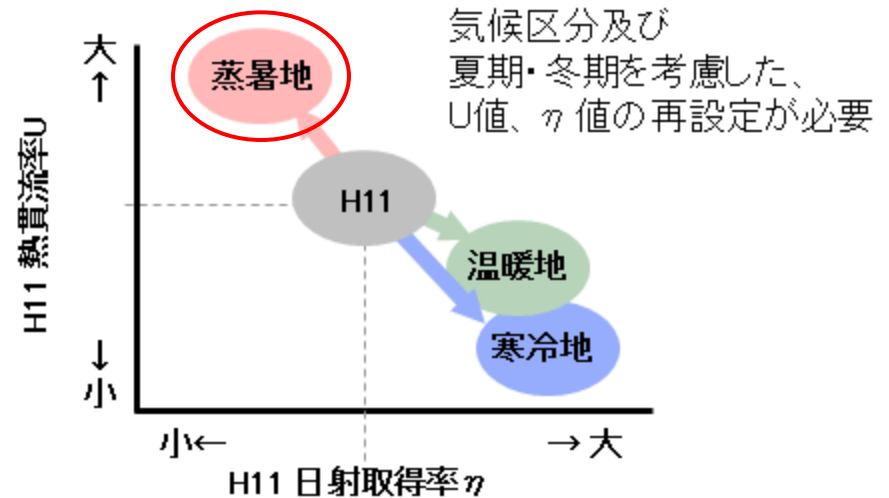 気候区分及び
夏期・冬期を考慮した、
U値、η値の再設定が必要
大
↑
H11 熱貫流率U
↓
小
蒸暑地
H11
温暖地
寒冷地
小←
→大
H11 日射取得率η